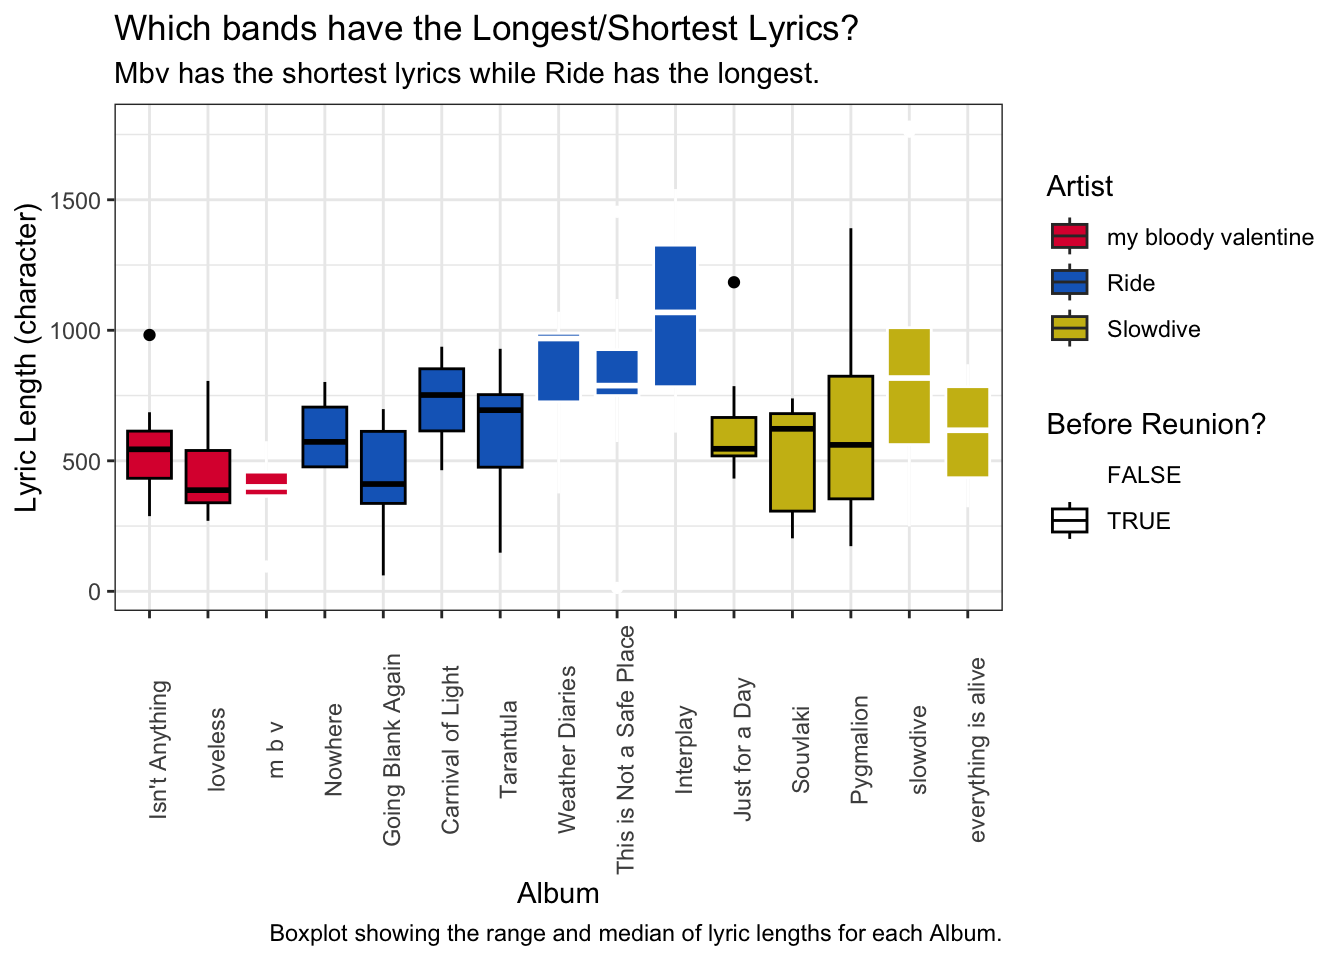 Which bands have the Longest/Shortest Lyrics?
Mbv has the shortest lyrics while Ride has the longest.
Lyric Length (character)
1500
1000
500
0
Isn't Anything
loveless
m b v
Nowhere
Going Blank Again
Carnival of Light
Tarantula
Weather Diaries
This is Not a Safe Place
Interplay
Just for a Day
Souvlaki
Pygmalion
slowdive
everything is alive
Album
Boxplot showing the range and median of lyric lengths for each Album.
Artist
my bloody valentine
Ride
Slowdive
Before Reunion?
FALSE
TRUE